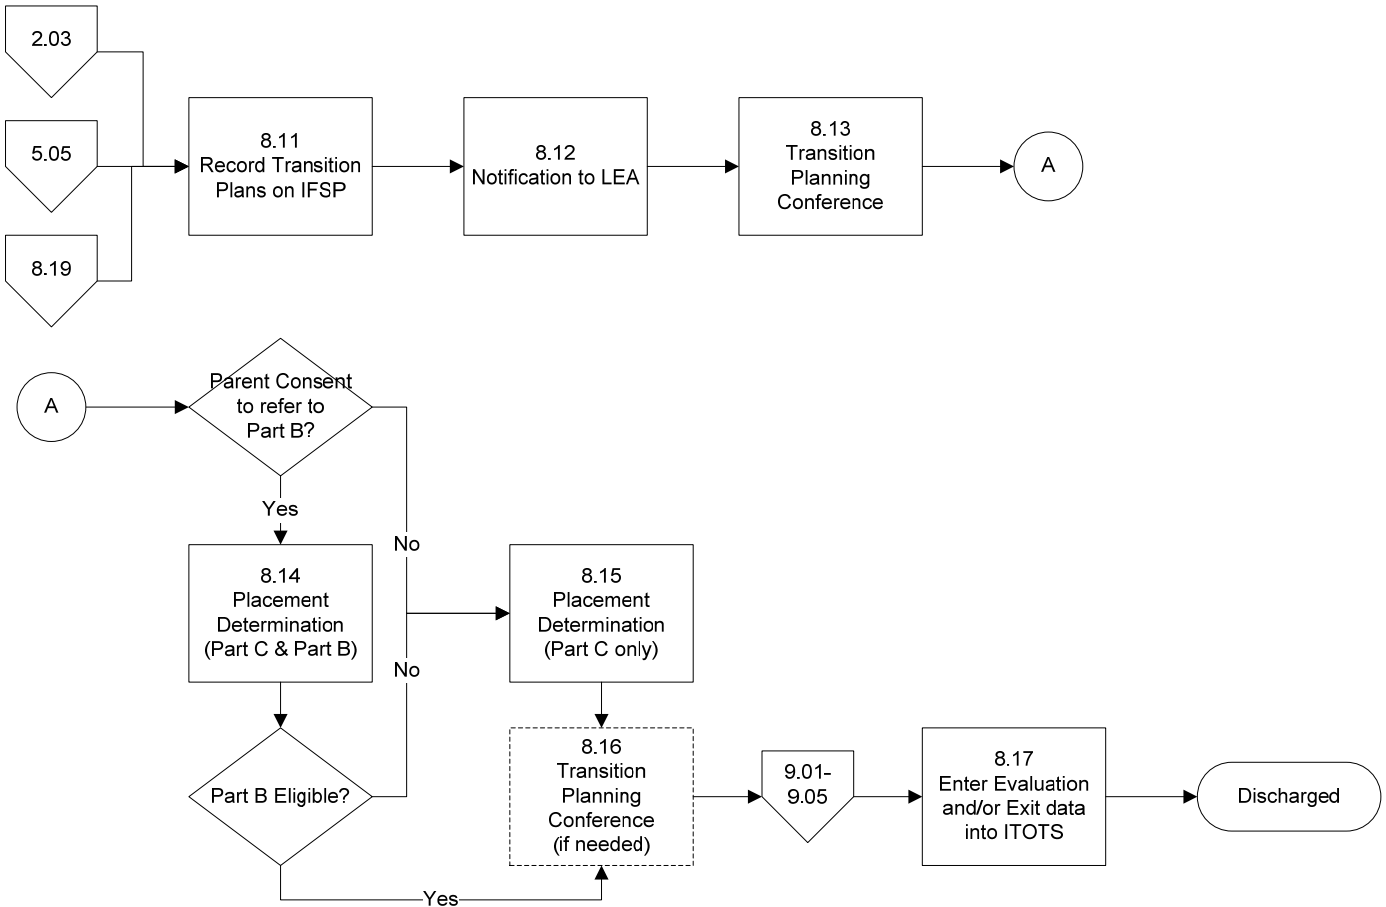 2.03
5.05
8.19
8.11
Record Transition
Plans on IFSP
8.12
Notification to LEA
8.13
Transition
Planning
Conference
A
A
Parent Consent
to refer to
Part B?
Yes
No
8.14
Placement
Determination
(Part C & Part B)
8.15
Placement
Determination
(Part C only)
No
Part B Eligible?
Yes
8.16
Transition
Planning
Conference
(if needed)
9.01-
9.05
8.17
Enter Evaluation
and/or Exit data
into ITOTS
Discharged